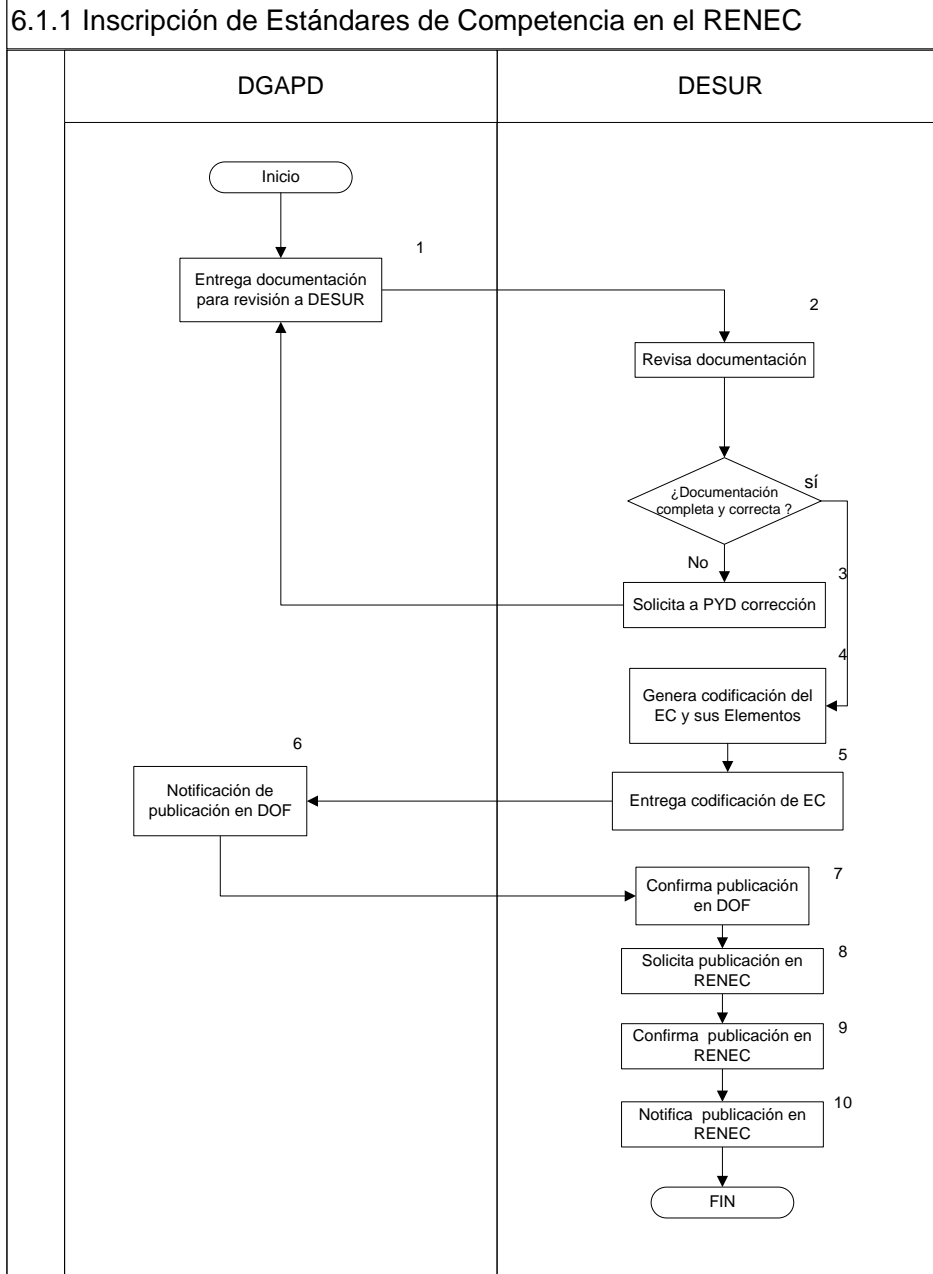 6.1.1 Inscripción de Estándares de Competencia en el RENEC
DGAPD
DESUR
Inicio
1
Entrega documentación
para revisión a DESUR
2
Revisa documentación
¿Documentación
completa y correcta ?
sí
No
3
Solicita a PYD corrección
4
Genera codificación del
EC y sus Elementos
5
Entrega codificación de EC
6
Notificación de
publicación en DOF
7
Confirma publicación
en DOF
8
Solicita publicación en
RENEC
9
Confirma  publicación en
RENEC
10
Notifica  publicación en
RENEC
FIN